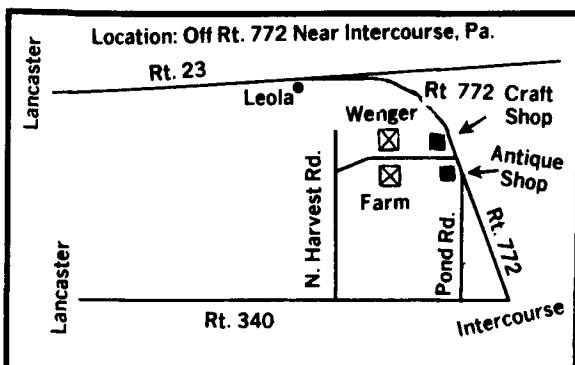 Location: Off Rt. 772 Near Intercourse, Pa.
Lancaster
Rt. 23
Leola
Rt 772
Craft
Shop
Wenger
Antique
Shop
Farm
N. Harvest Rd.
Pond Rd.
Rt. 772
Lancaster
Rt. 340
Intercourse